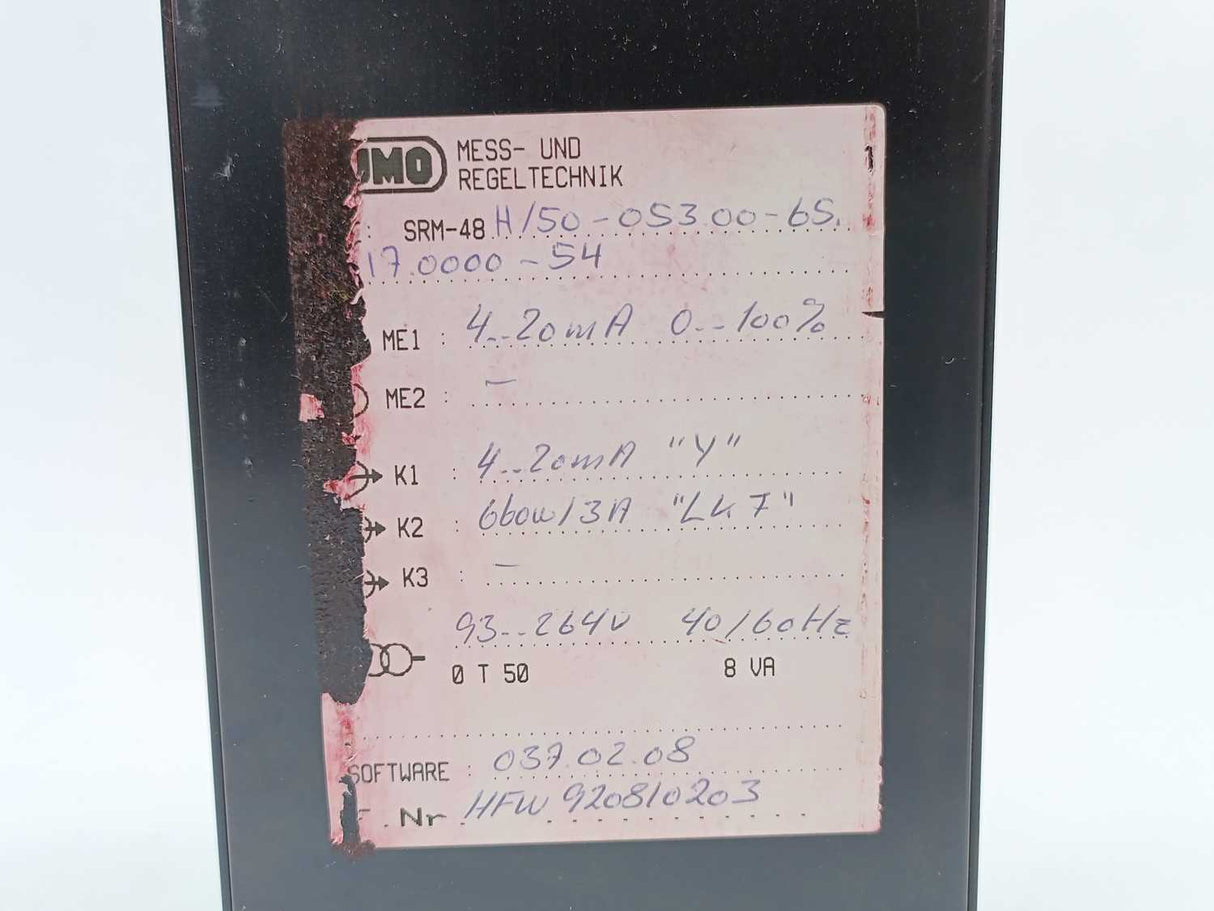 UMO MESS- UND
REGELTECHNIK
: SRM-48 H/50-053.00-65.
17.0000-54
ME1 : 4..20mA 0..100%
ME2 : —
K1 : 4..20mA "Y"
K2 : 660W/3A "LK7"
K3 : —
93..264V 40/60Hz
0 T 50 8 VA
SOFTWARE : 037.02.08
F. Nr HFW 920810203